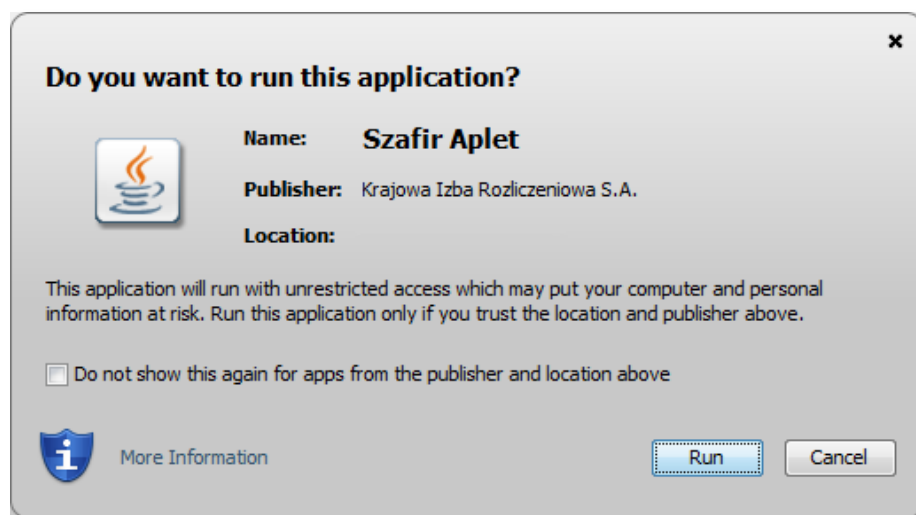 Do you want to run this application?
Name: Szafir Aplet
Publisher: Krajowa Izba Rozliczeniowa S.A.
Location:
This application will run with unrestricted access which may put your computer and personal
information at risk. Run this application only if you trust the location and publisher above.
Do not show this again for apps from the publisher and location above
More Information
Run
Cancel